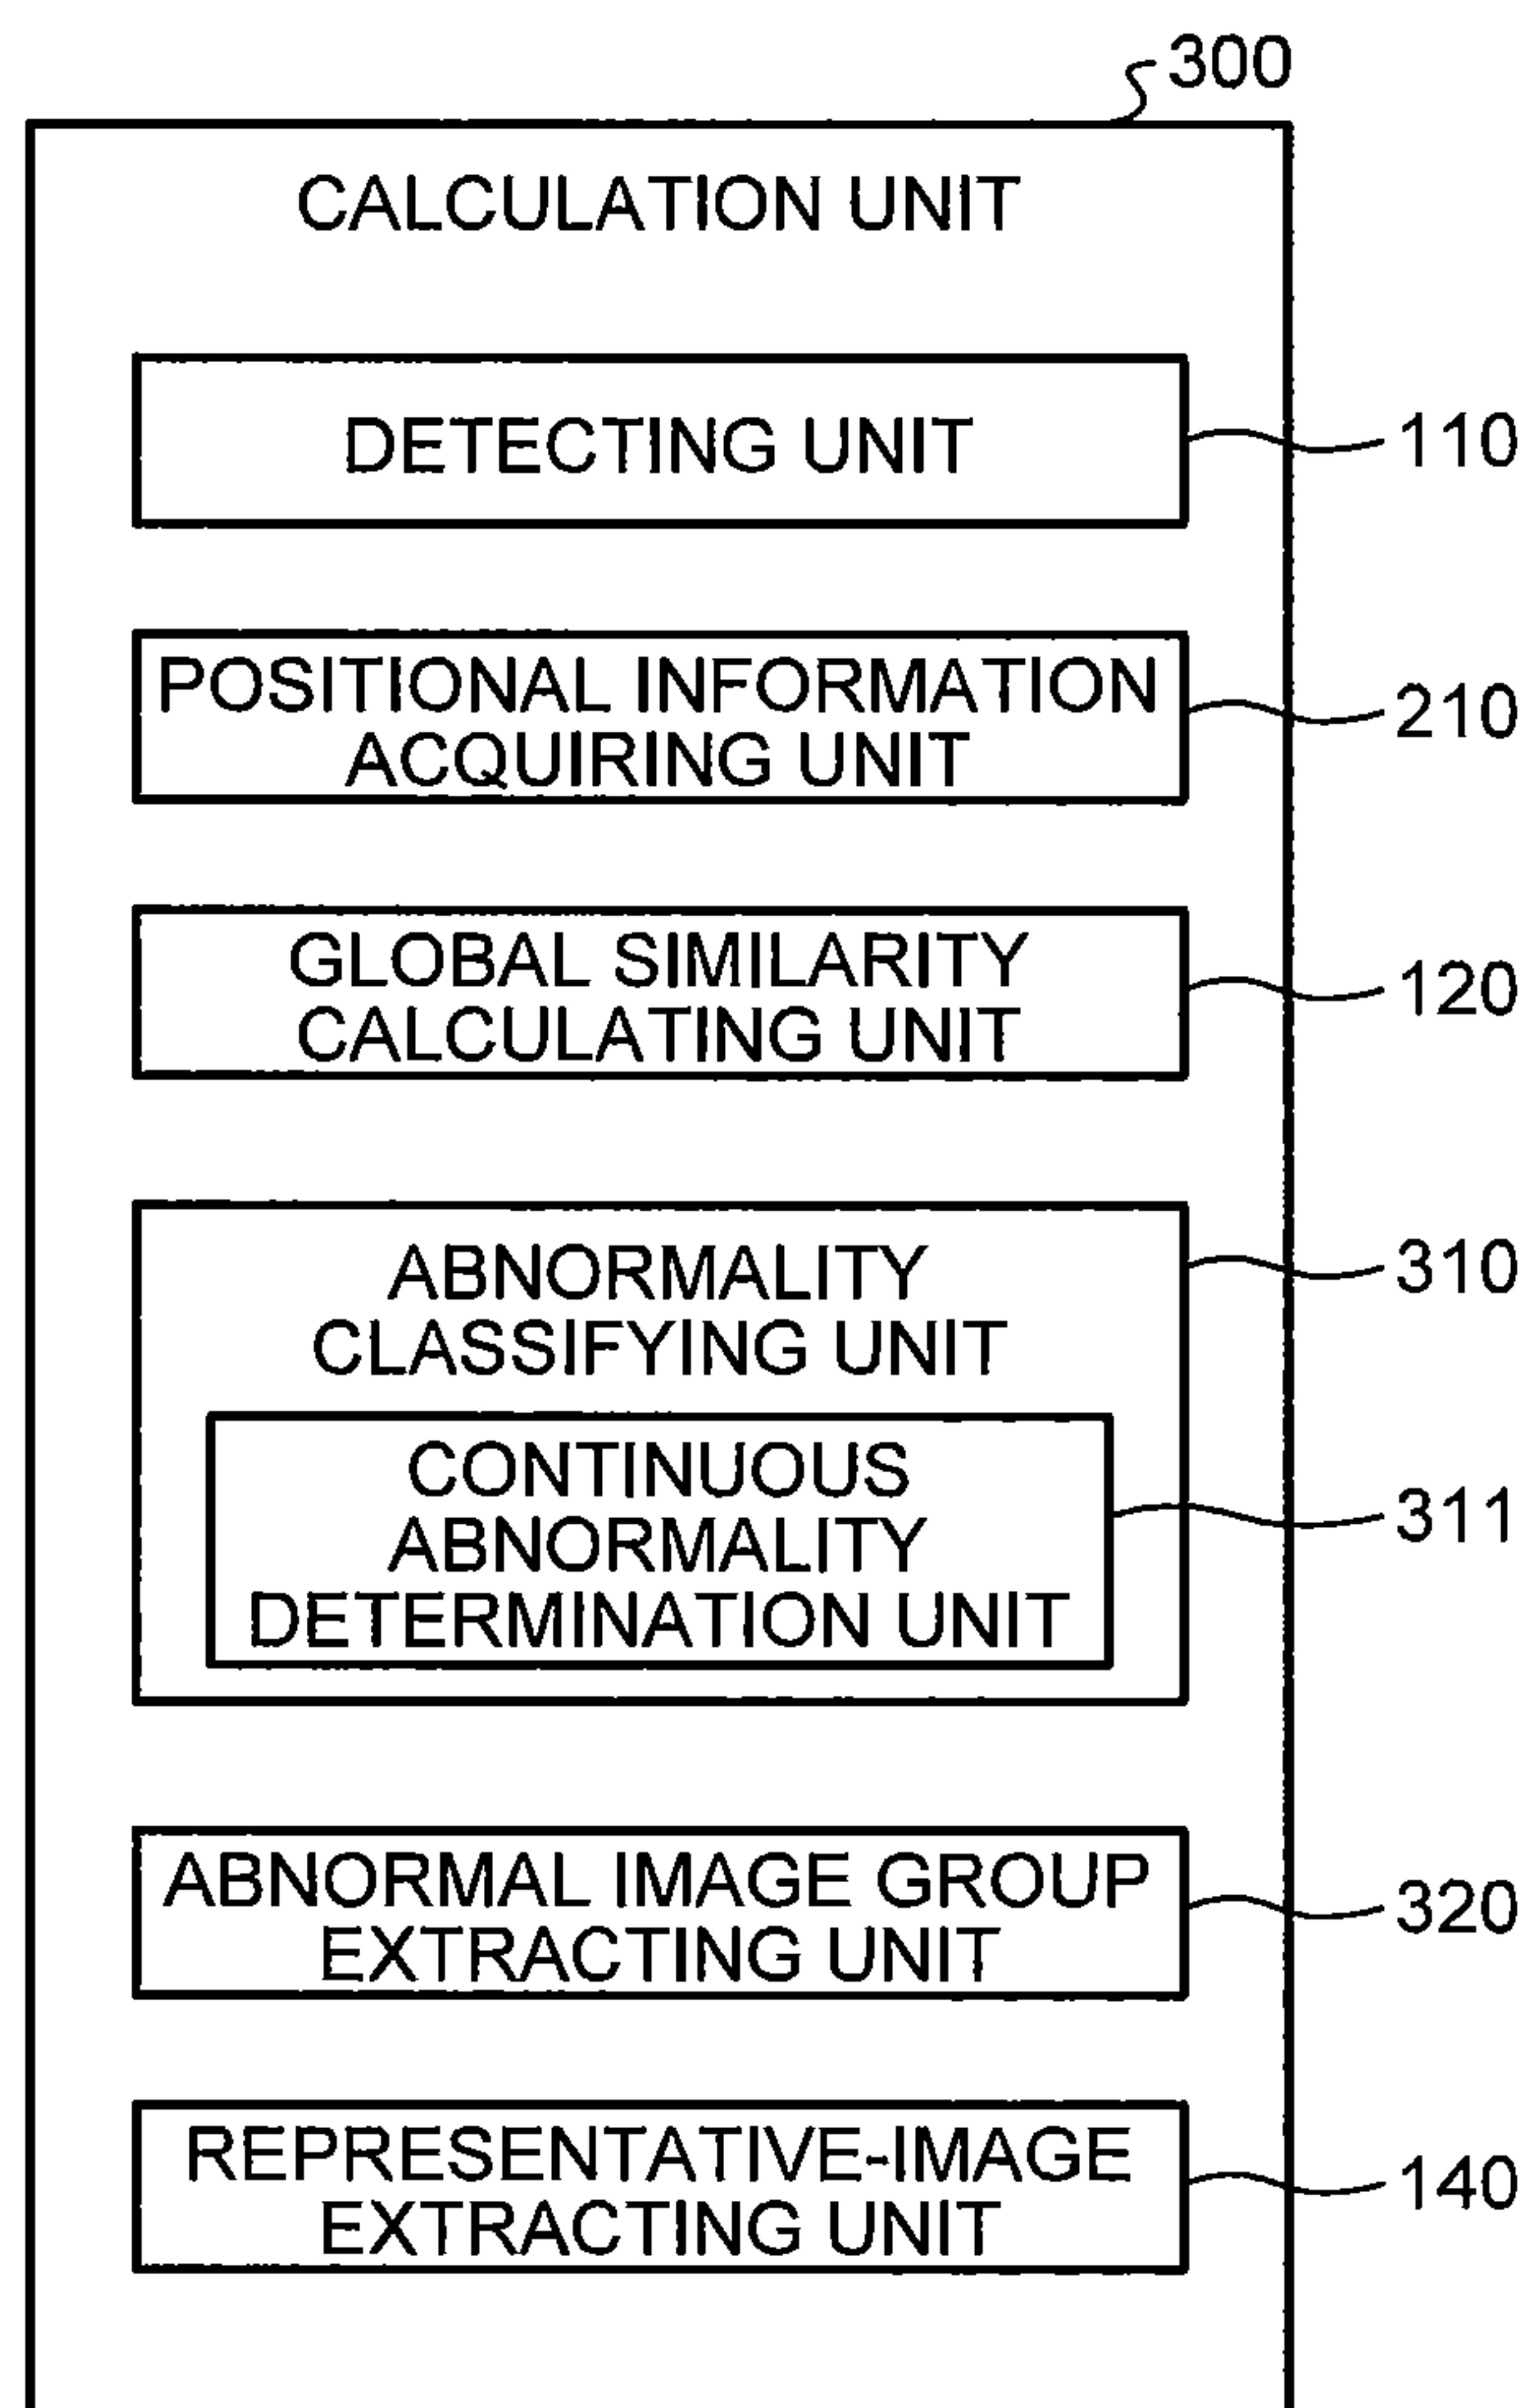 300
CALCULATION UNIT
DETECTING UNIT
110
POSITIONAL INFORMATION
ACQUIRING UNIT
210
GLOBAL SIMILARITY
CALCULATING UNIT
120
ABNORMALITY
CLASSIFYING UNIT
310
CONTINUOUS
ABNORMALITY
DETERMINATION UNIT
311
ABNORMAL IMAGE GROUP
EXTRACTING UNIT
320
REPRESENTATIVE-IMAGE
EXTRACTING UNIT
140